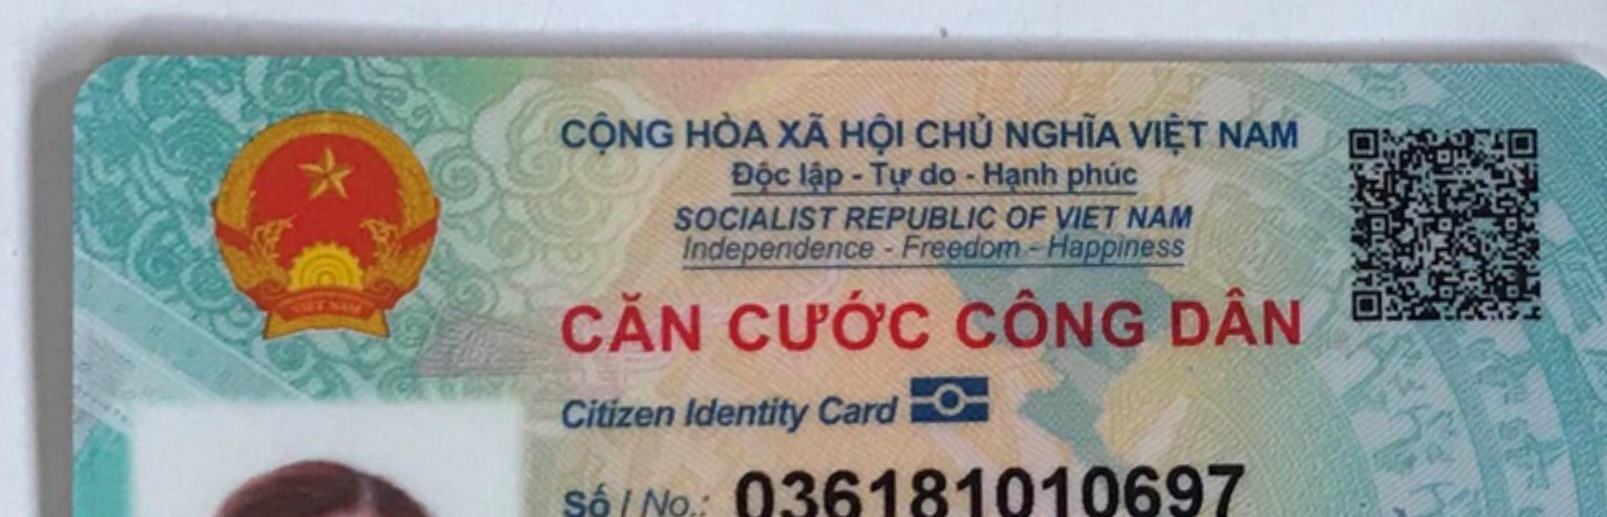 CỘNG HÒA XÃ HỘI CHỦ NGHĨA VIỆT NAM
Độc lập - Tự do - Hạnh phúc
SOCIALIST REPUBLIC OF VIET NAM
Independence - Freedom - Happiness
CĂN CƯỚC CÔNG DÂN
Citizen Identity Card
Số / No.: 036181010697
VIỆT NAM